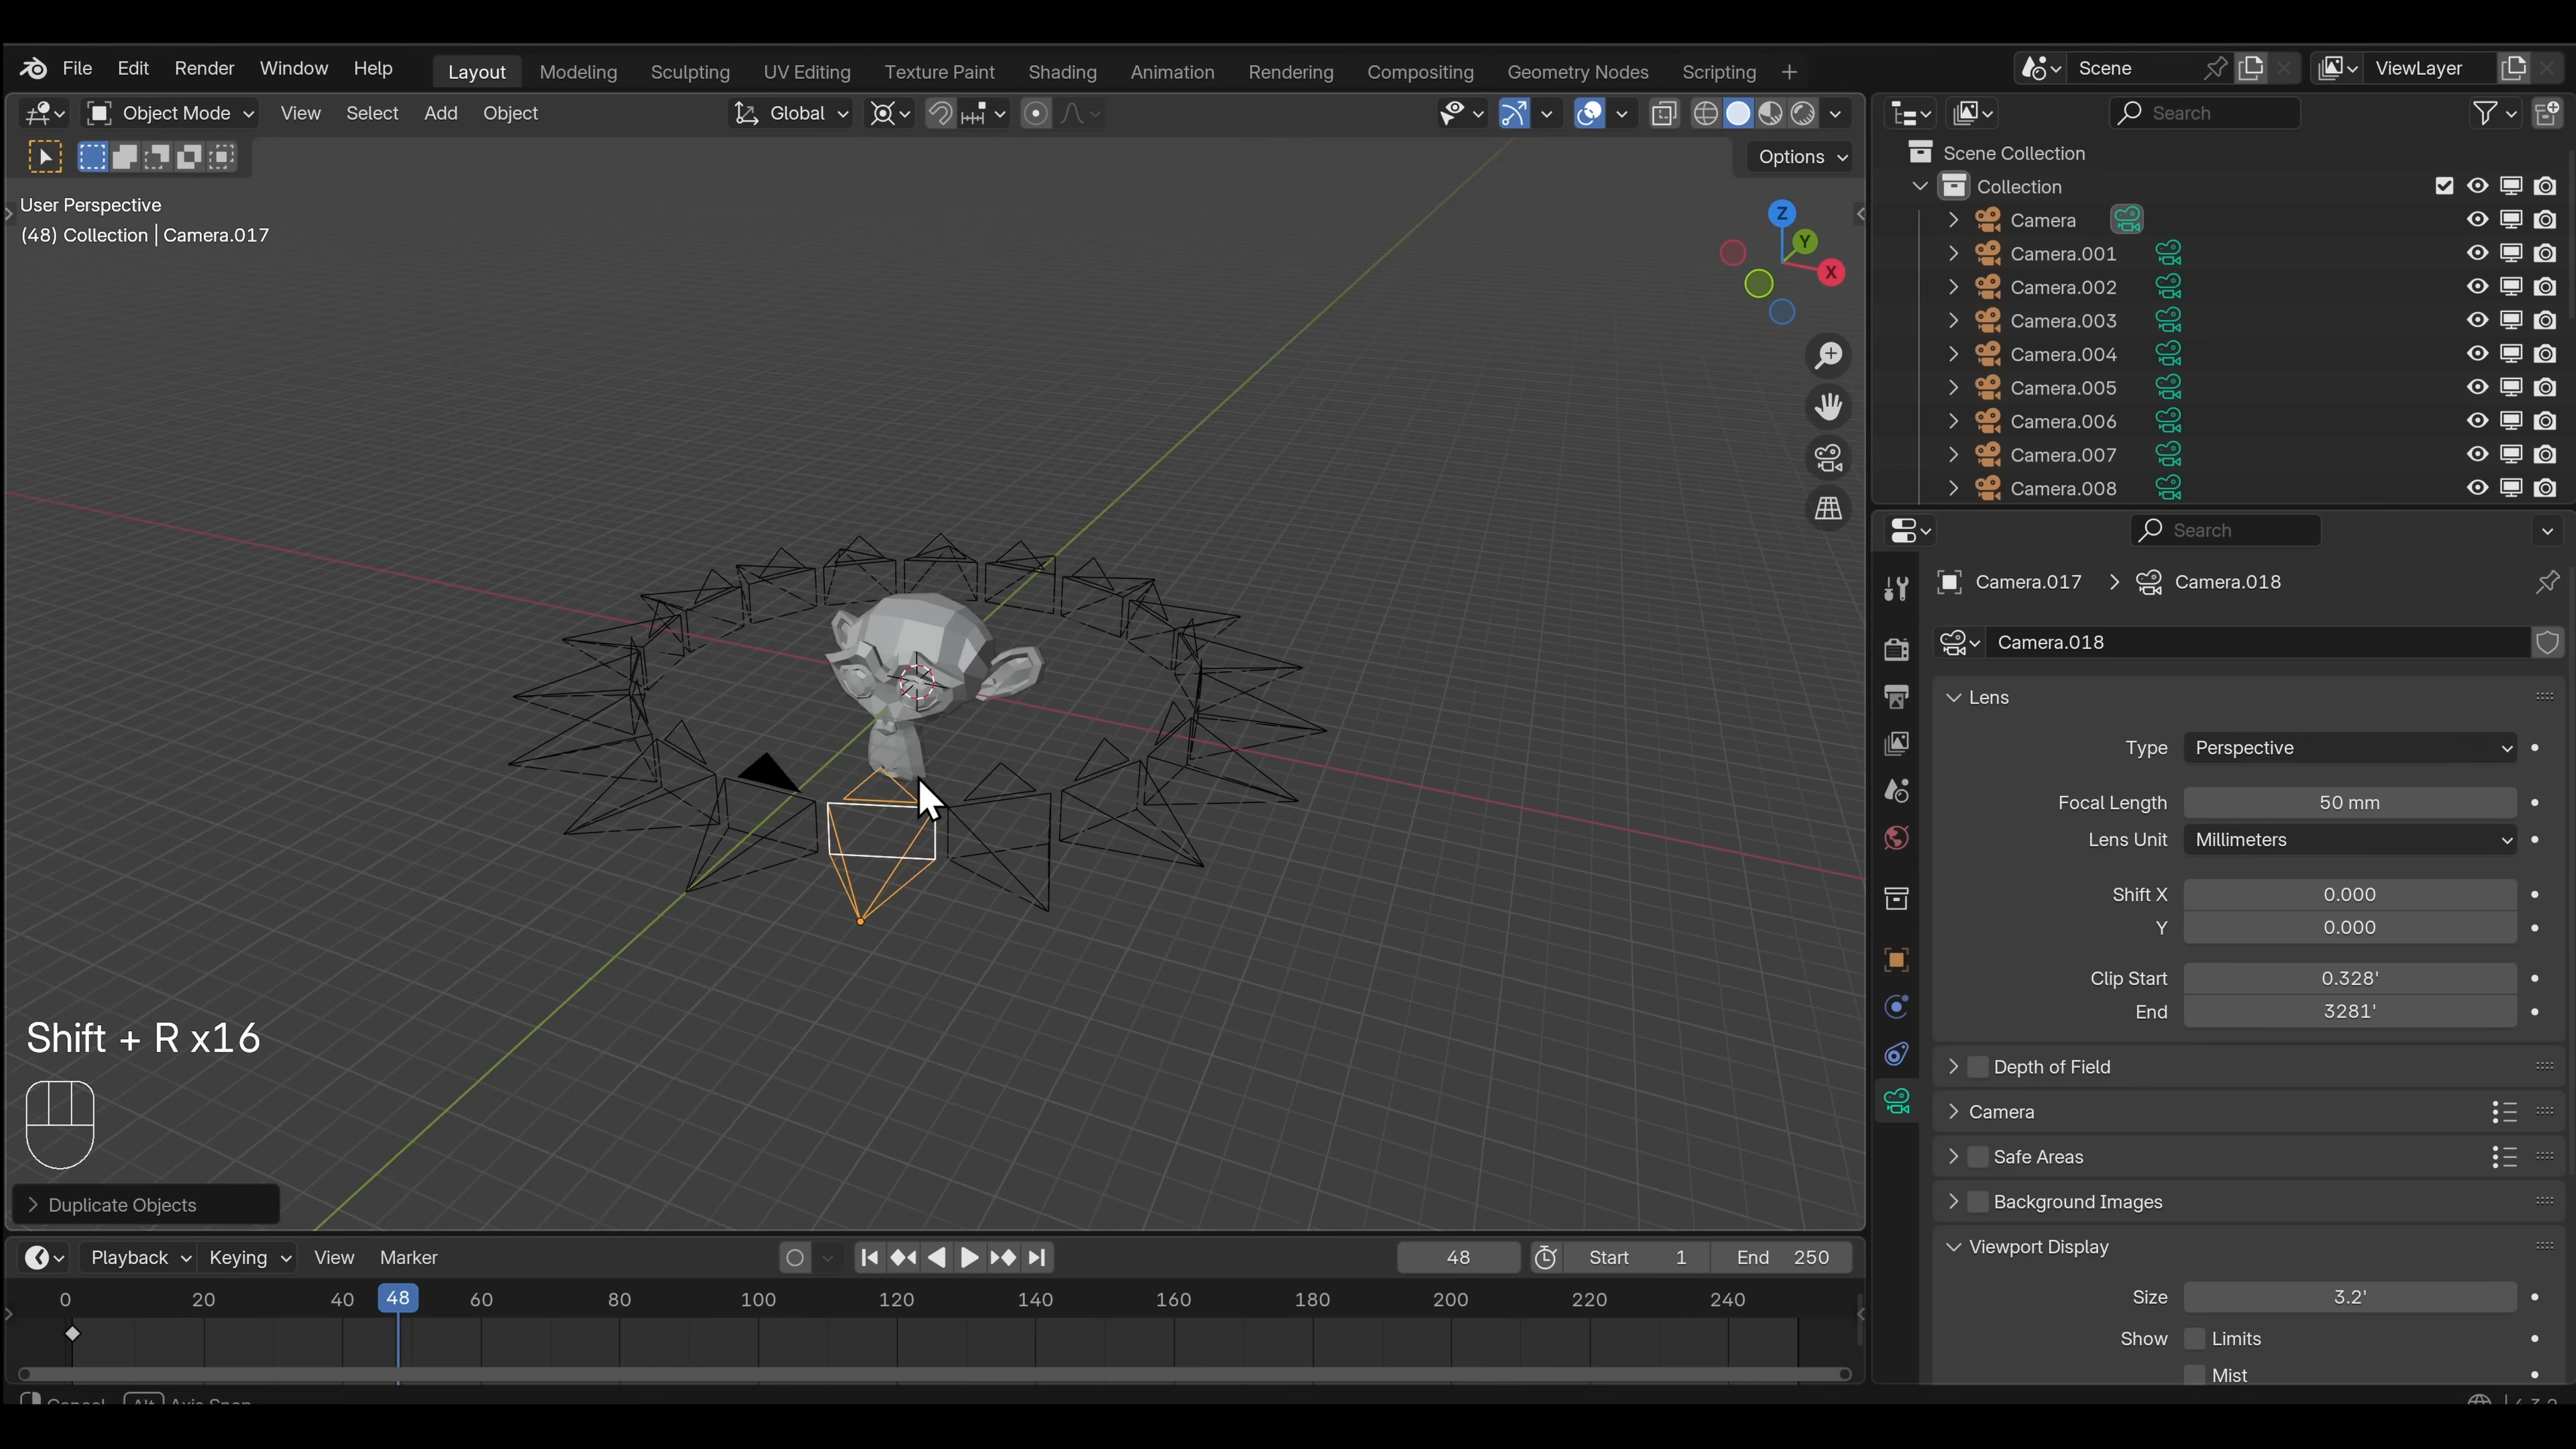 File Edit Render Window Help Layout Modeling Sculpting UV Editing Texture Paint Shading Animation Rendering Compositing Geometry Nodes Scripting + Scene ViewLayer
Object Mode View Select Add Object Global Search
Options
User Perspective
(48) Collection | Camera.017
Z
Y
X
Scene Collection
Collection
Camera
Camera.001
Camera.002
Camera.003
Camera.004
Camera.005
Camera.006
Camera.007
Camera.008
Search
Camera.017 > Camera.018
Camera.018
Lens
Type Perspective
Focal Length 50 mm
Lens Unit Millimeters
Shift X 0.000
Y 0.000
Clip Start 0.328'
End 3281'
Depth of Field
Camera
Safe Areas
Background Images
Viewport Display
Size 3.2'
Show Limits
Mist
Shift + R x16
Duplicate Objects
Playback Keying View Marker 48 Start 1 End 250
0 20 40 48 60 80 100 120 140 160 180 200 220 240